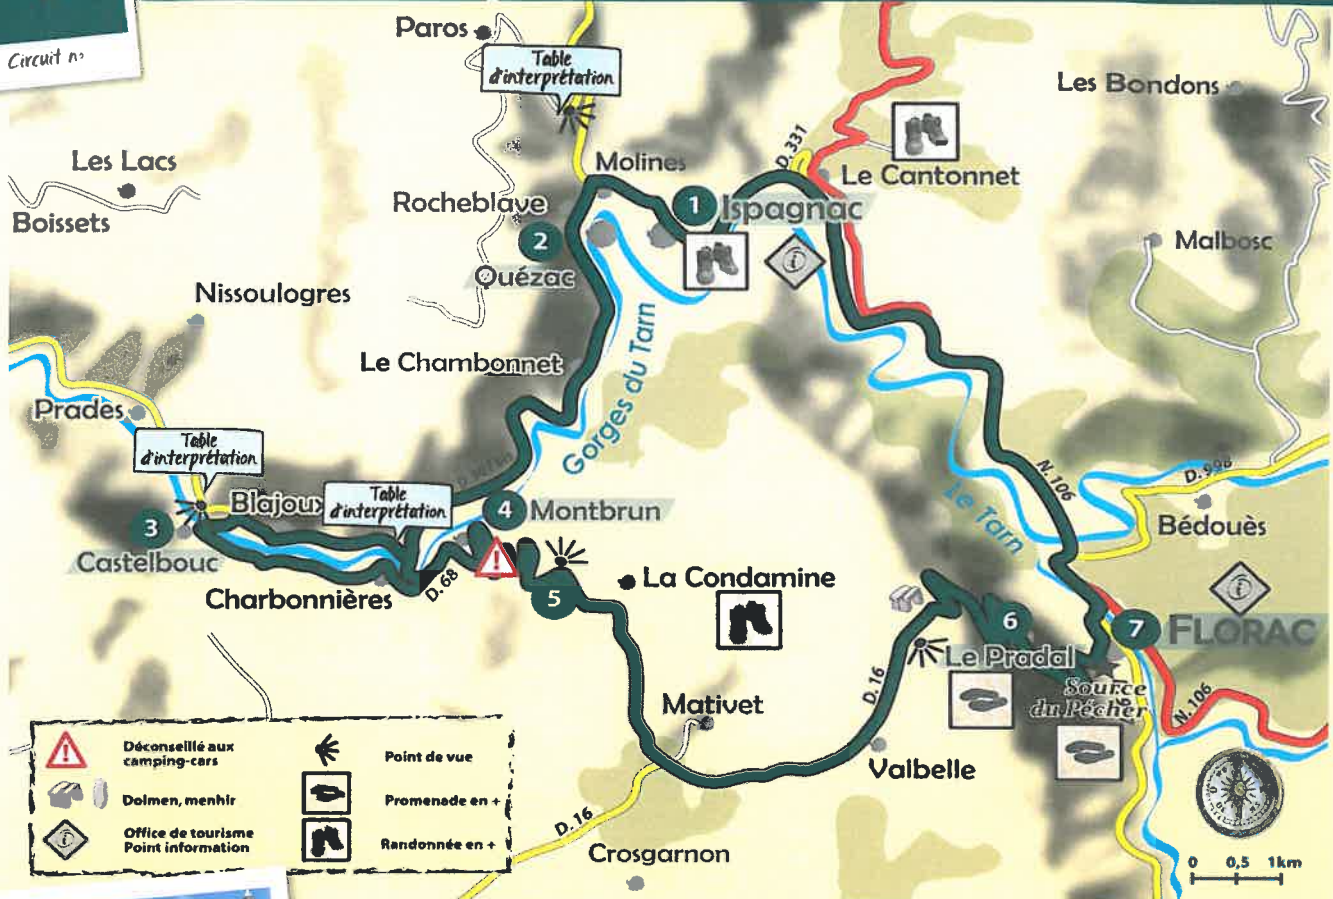 Circuit n°
Paros
Table
d'interprétation
Les Bondons
D.331
Les Lacs
Molines
Le Cantonnet
Boissets
Rocheblave
1
Ispagnac
2
Malbosc
Quézac
Nissoulogres
Le Chambonnet
Gorges du Tarn
Prades
Table
d'interprétation
Blajoux
Table
d'interprétation
N.106
D.998
3
4
Montbrun
Le Tarn
Bédouès
Castelbouc
Charbonnières
D.68
5
La Condamine
6
7
FLORAC
Le Pradal
D.16
Source
du Pécher
N.106
Mativet
Valbelle
Déconseillé aux
camping-cars
Point de vue
Dolmen, menhir
Promenade en +
Office de tourisme
Point information
Randonnée en +
D.16
Crosgarnon
0 0,5 1km